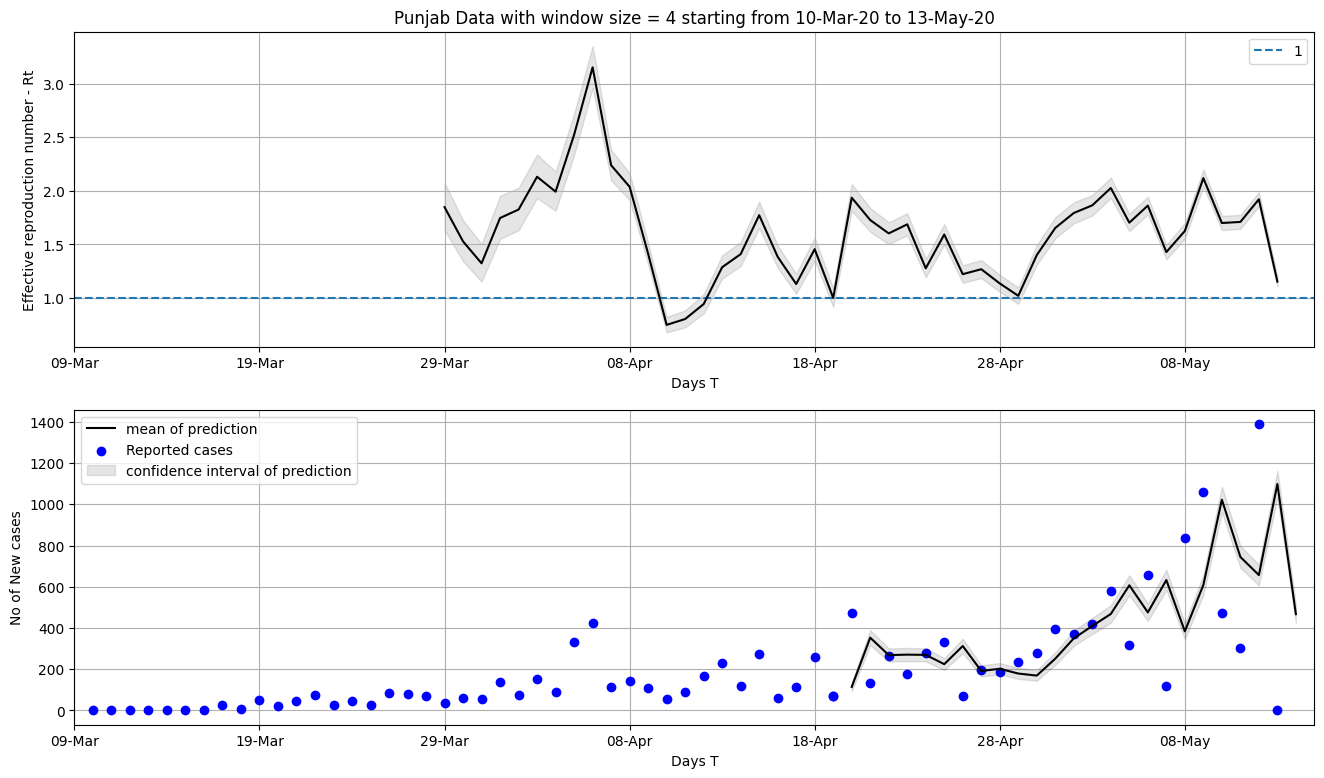 Punjab Data with window size = 4 starting from 10-Mar-20 to 13-May-20
Effective reproduction number - Rt
3.0
2.5
2.0
1.5
1.0
1
09-Mar 19-Mar 29-Mar 08-Apr 18-Apr 28-Apr 08-May
Days T
No of New cases
1400
1200
1000
800
600
400
200
0
mean of prediction
Reported cases
confidence interval of prediction
09-Mar 19-Mar 29-Mar 08-Apr 18-Apr 28-Apr 08-May
Days T